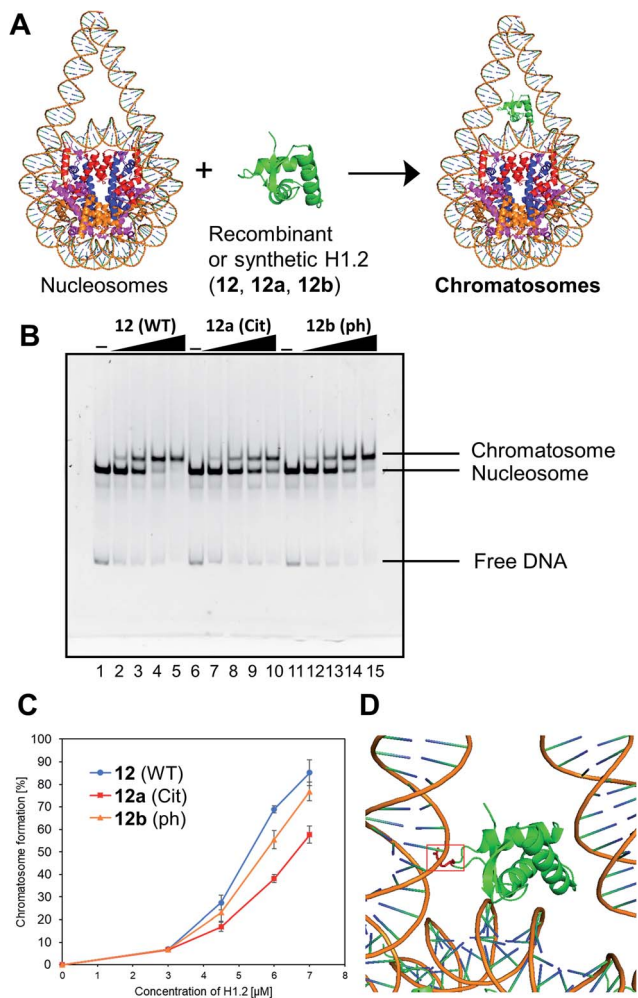 A
+
Nucleosomes
Recombinant
or synthetic H1.2
(12, 12a, 12b)
Chromatosomes
B
12 (WT)
12a (Cit)
12b (ph)
– – –
Chromatosome
Nucleosome
Free DNA
1 2 3 4 5 6 7 8 9 10 11 12 13 14 15
C
Chromatosome formation [%]
100
90
80
70
60
50
40
30
20
10
0
12 (WT)
12a (Cit)
12b (ph)
0 1 2 3 4 5 6 7 8
Concentration of H1.2 [µM]
D